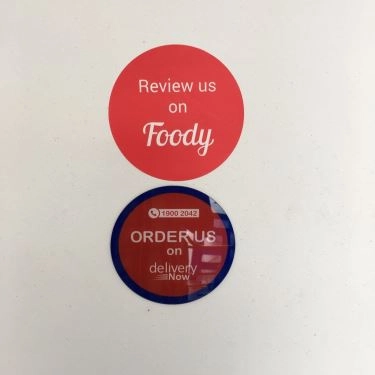 Review us
on
Foody
1900 2042
ORDER US
on
delivery
Now